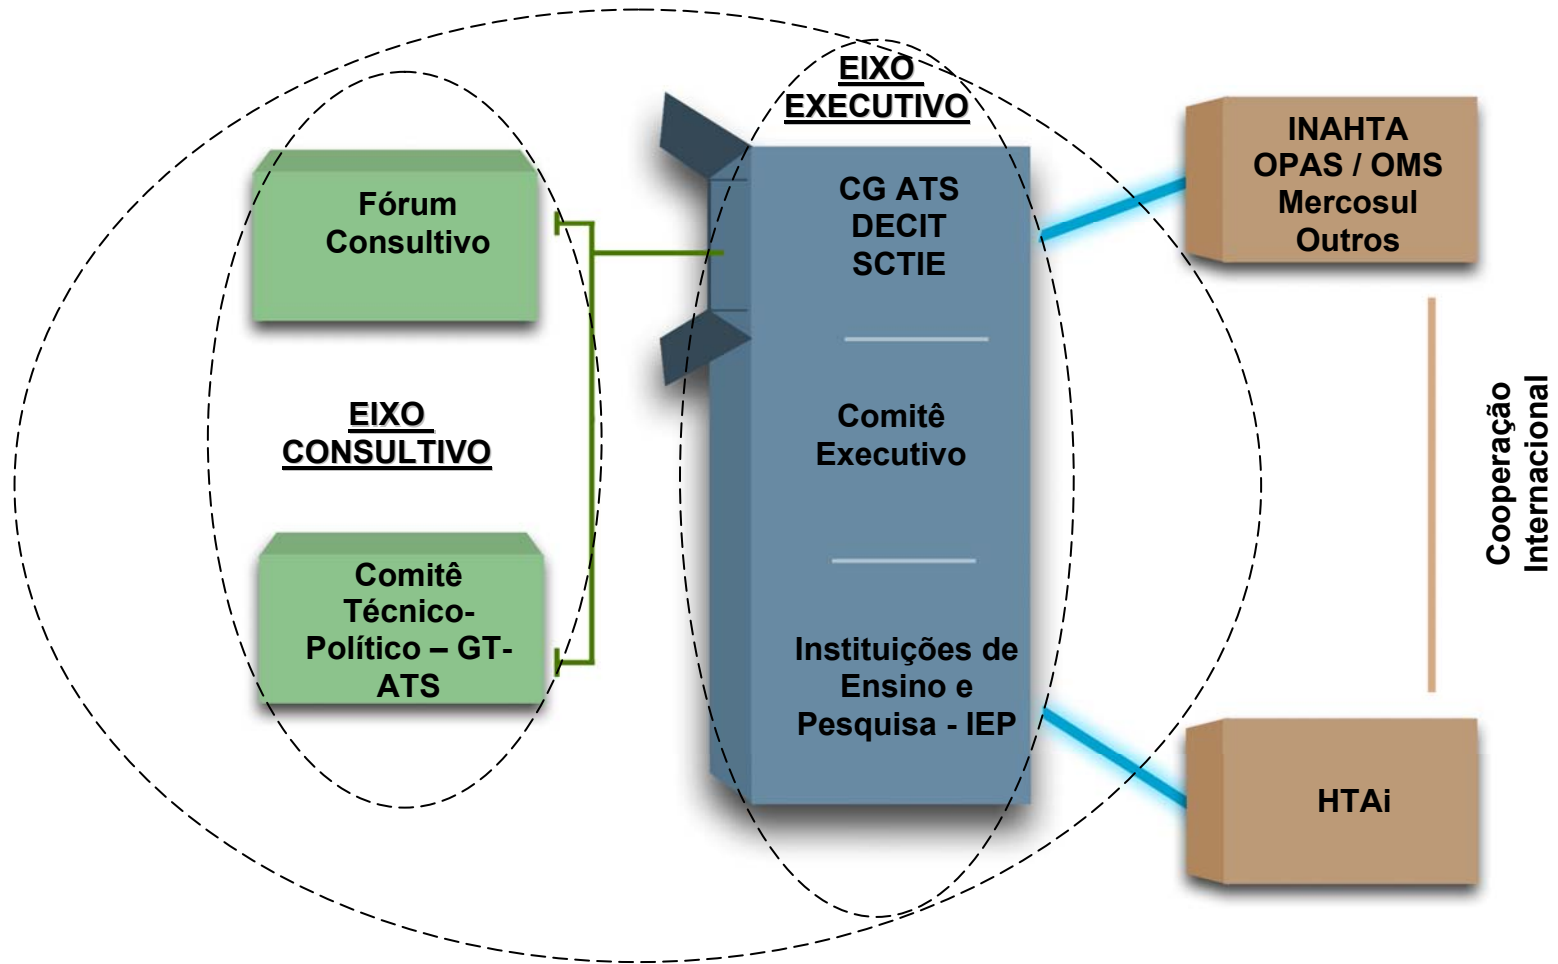 EIXO
EXECUTIVO
INAHTA
OPAS / OMS
Mercosul
Outros
CG ATS
DECIT
SCTIE
Fórum
Consultivo
EIXO
CONSULTIVO
Comitê
Executivo
Cooperação
Internacional
Comitê
Técnico-
Político – GT-
ATS
Instituições de
Ensino e
Pesquisa - IEP
HTAi